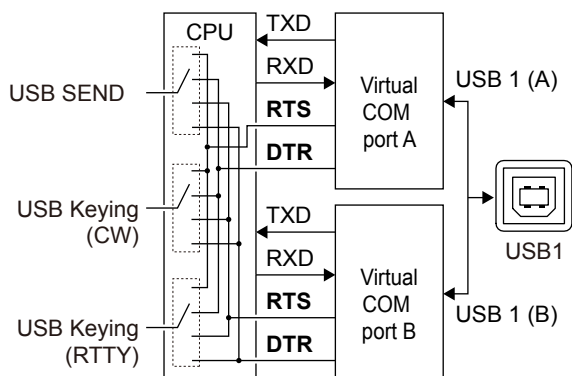 CPU
TXD
RXD
RTS
DTR
Virtual
COM
port A
USB 1 (A)
USB SEND
USB Keying
(CW)
USB Keying
(RTTY)
TXD
RXD
RTS
DTR
Virtual
COM
port B
USB 1 (B)
USB1